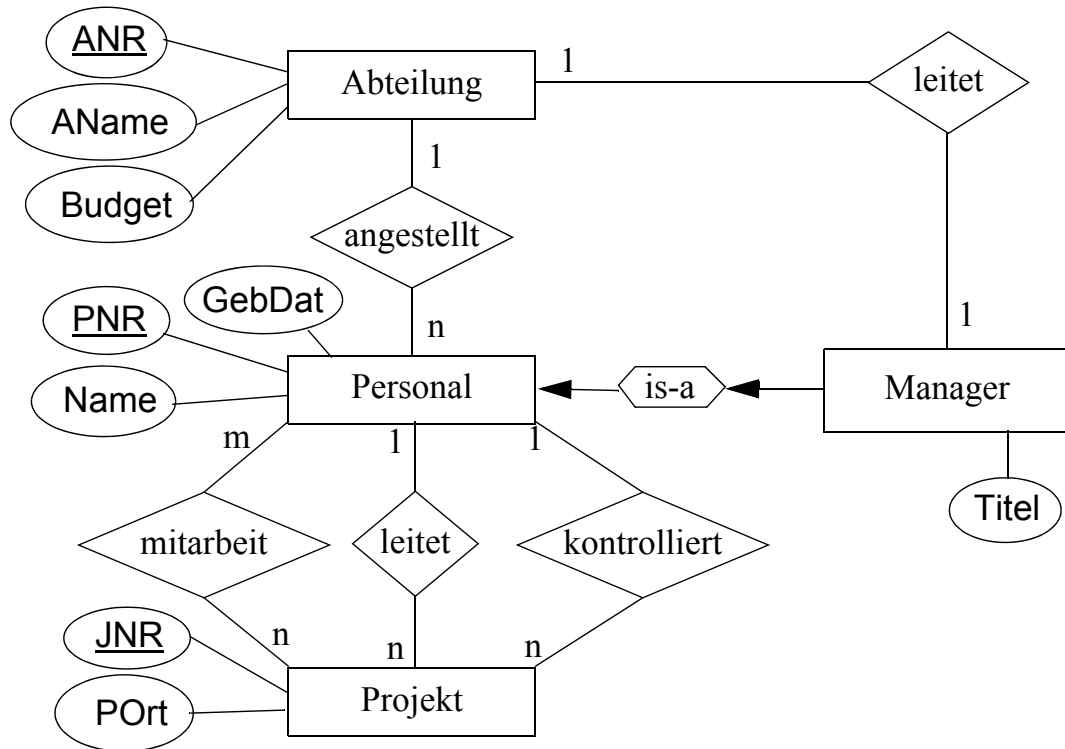 ANR
Abteilung
1
leitet
AName
Budget
1
angestellt
GebDat
PNR
n
1
Name
Personal
is-a
Manager
m
1
1
Titel
mitarbeit
leitet
kontrolliert
JNR
n
n
n
POrt
Projekt